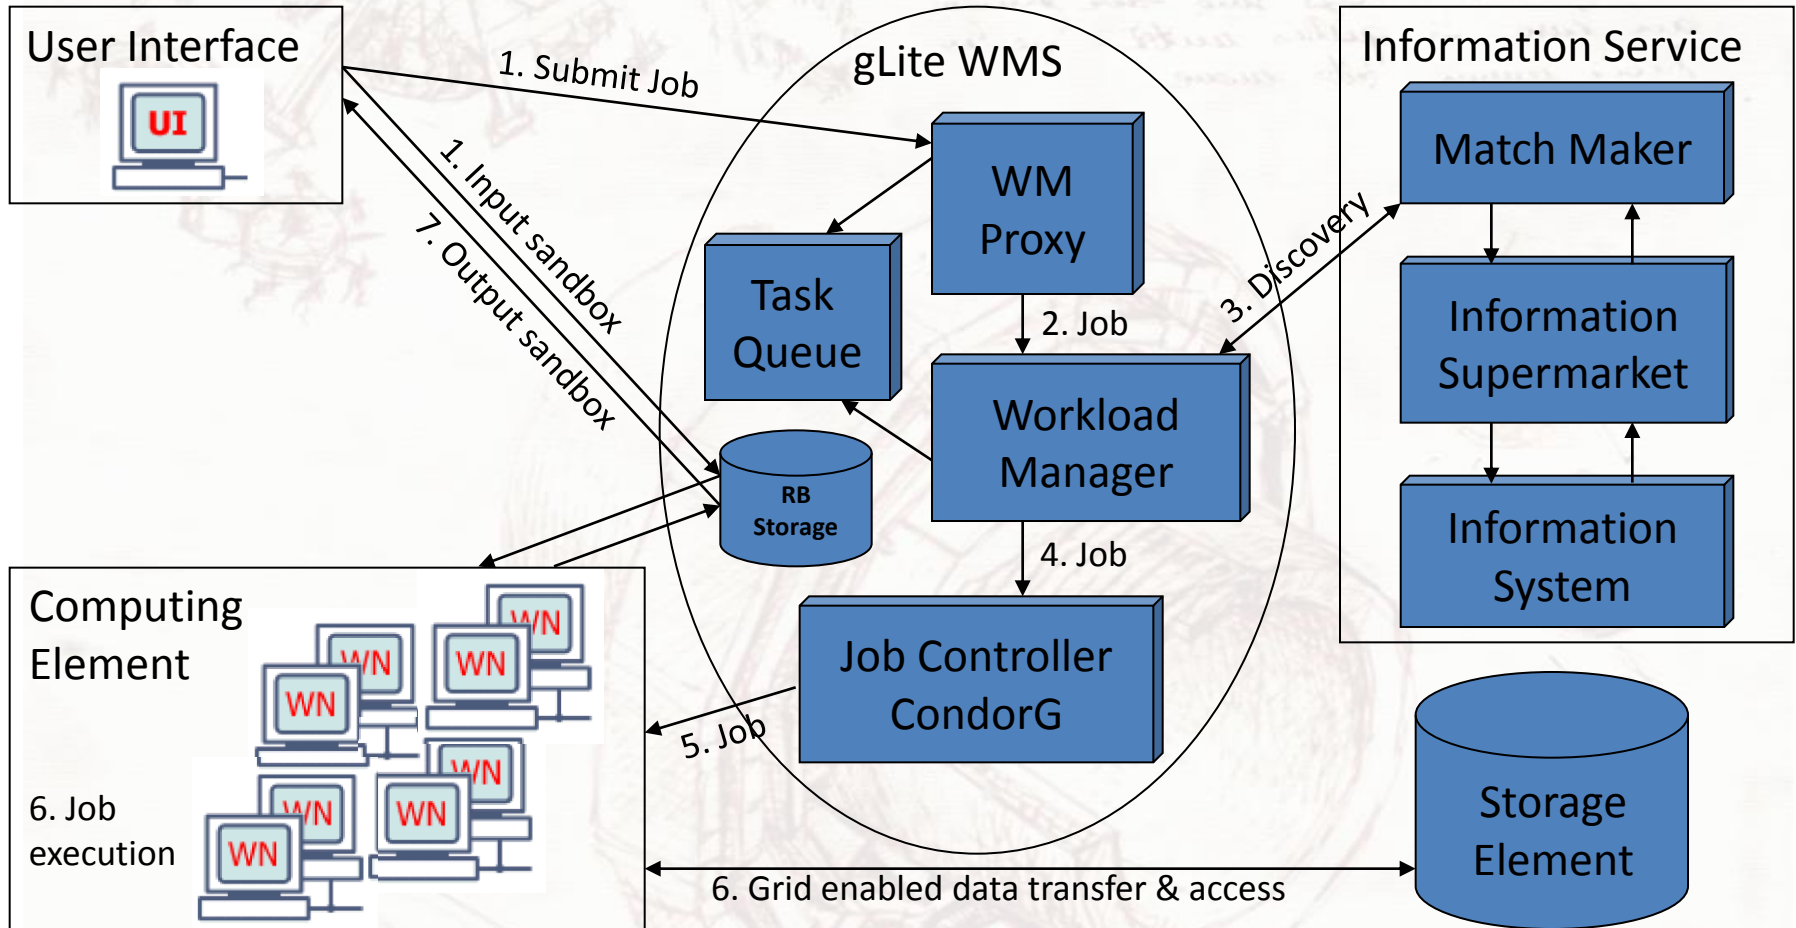 User Interface
UI
1. Submit Job
1. Input sandbox
7. Output sandbox
gLite WMS
WM
Proxy
Task
Queue
2. Job
3. Discovery
Workload
Manager
RB
Storage
4. Job
Job Controller
CondorG
5. Job
Information Service
Match Maker
Information
Supermarket
Information
System
Computing
Element
WN
WN
WN
WN
WN
WN
WN
WN
6. Job
execution
6. Grid enabled data transfer & access
Storage
Element